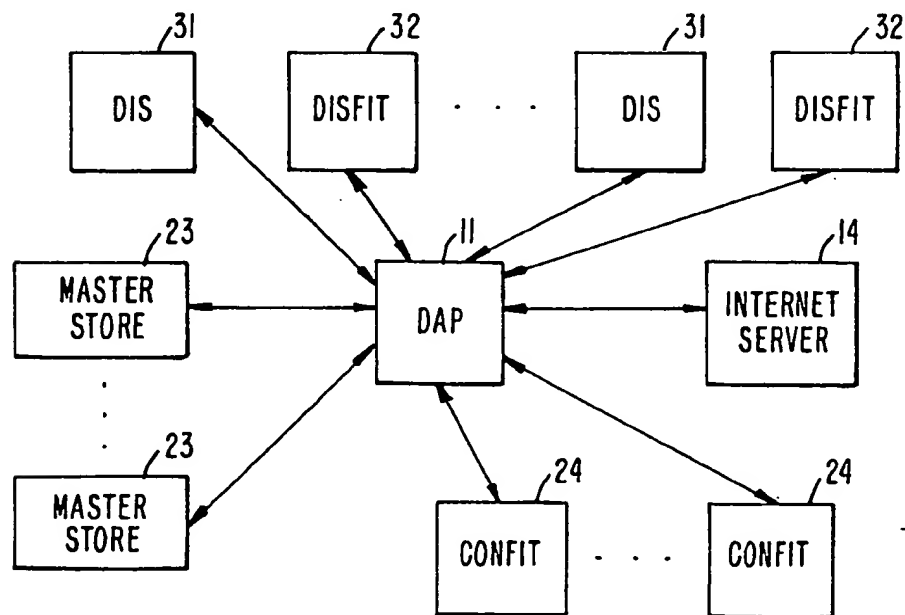 31
32
31
32
DIS
DISFIT
DIS
DISFIT
23
11
14
MASTER
STORE
DAP
INTERNET
SERVER
23
24
24
MASTER
STORE
CONFIT
CONFIT